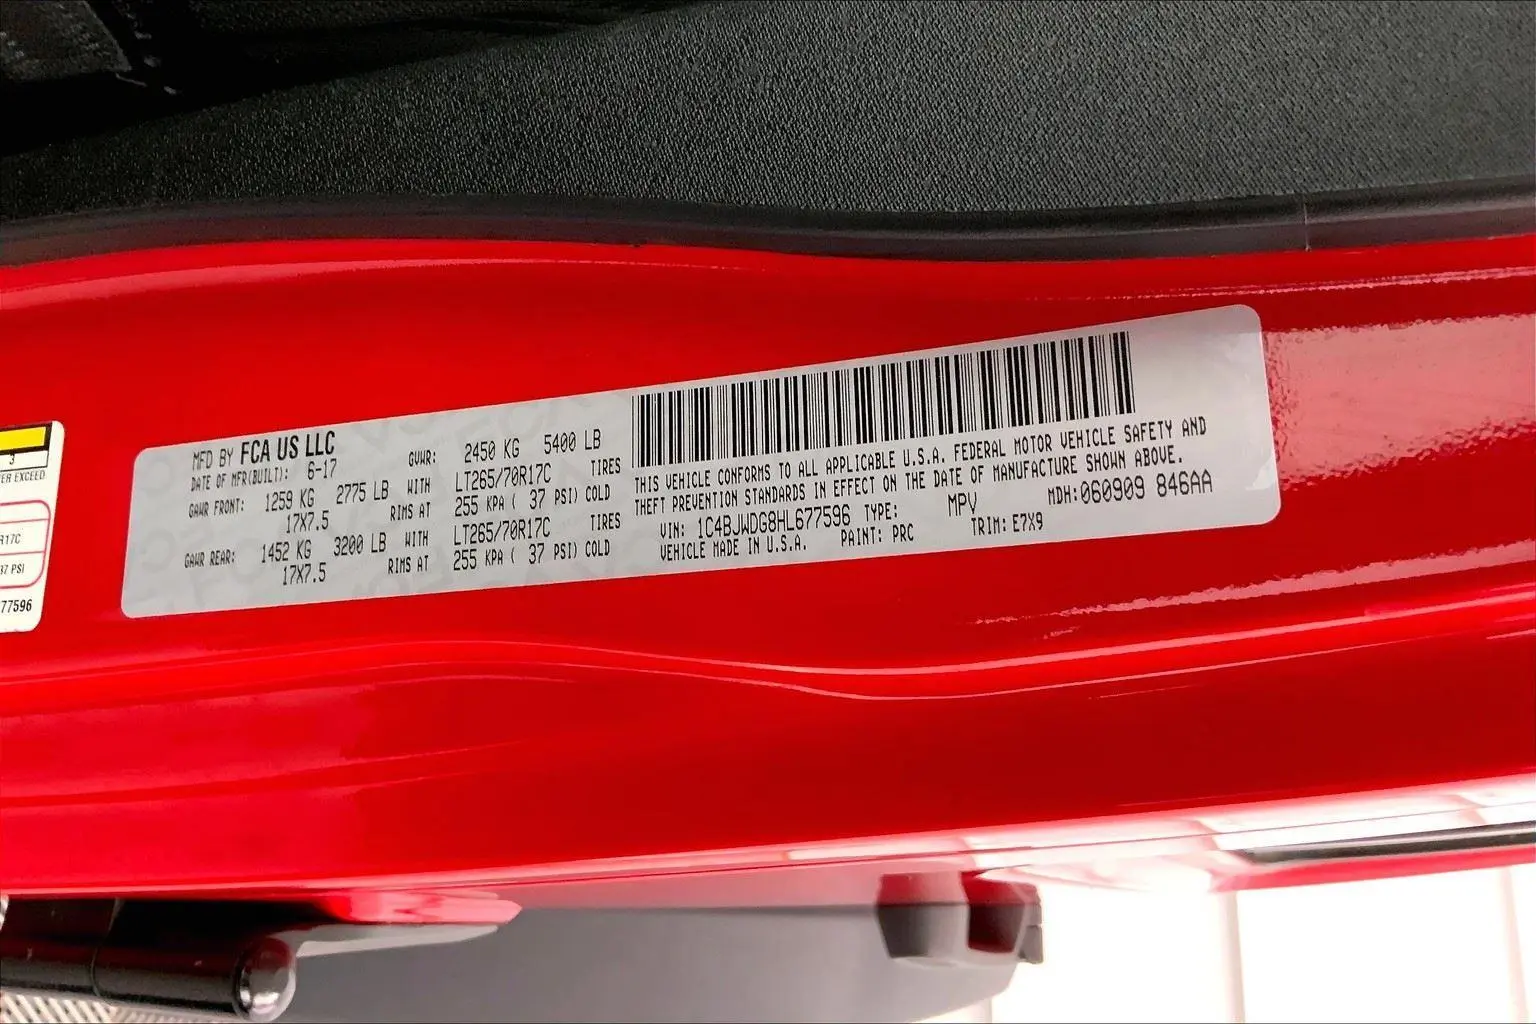 3
ER EXCEED
R17C
37 PSI
77596
MFD BY FCA US LLC
DATE OF MFR(BUILT): 6-17
GVWR: 2450 KG 5400 LB
GAWR FRONT: 1259 KG 2775 LB WITH LT265/70R17C TIRES
17X7.5 RIMS AT 255 KPA ( 37 PSI) COLD
GAWR REAR: 1452 KG 3200 LB WITH LT265/70R17C TIRES
17X7.5 RIMS AT 255 KPA ( 37 PSI) COLD
THIS VEHICLE CONFORMS TO ALL APPLICABLE U.S.A. FEDERAL MOTOR VEHICLE SAFETY AND
THEFT PREVENTION STANDARDS IN EFFECT ON THE DATE OF MANUFACTURE SHOWN ABOVE.
VIN: 1C4BJWDG8HL677596 TYPE: MPV MDH:060909 846AA
VEHICLE MADE IN U.S.A. PAINT: PRC TRIM: E7X9